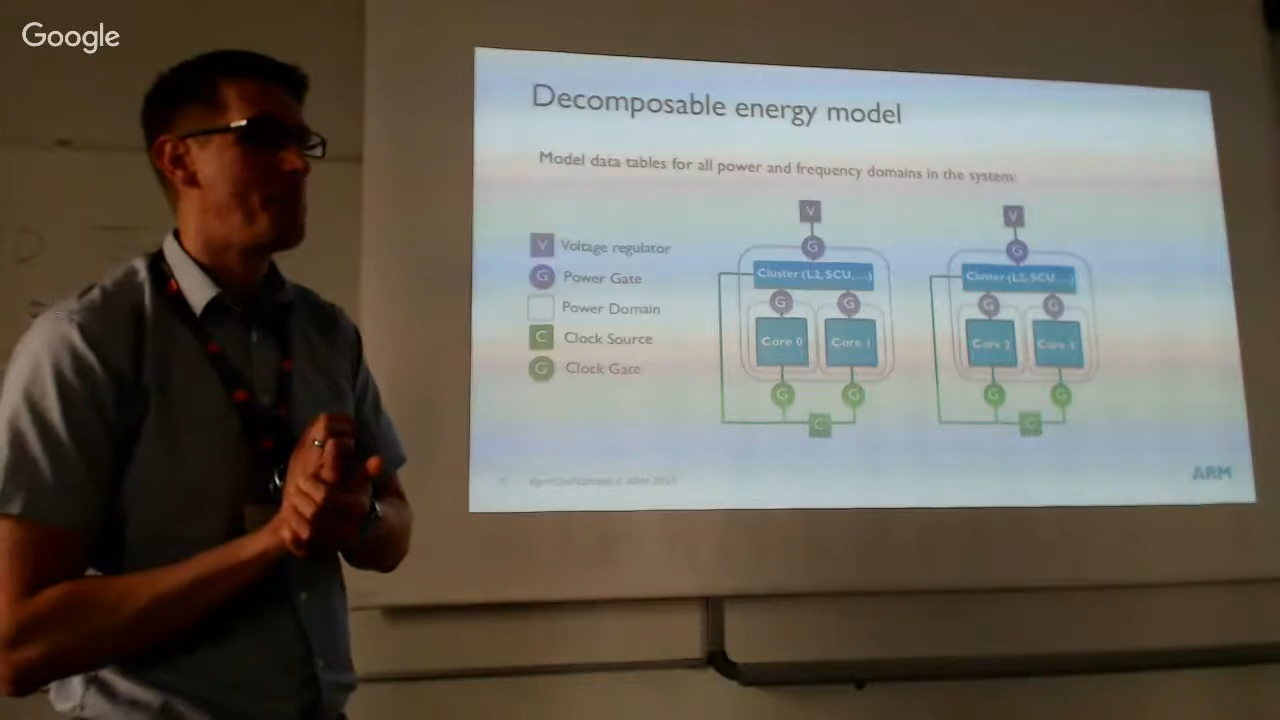 Google
Decomposable energy model
Model data tables for all power and frequency domains in the system:
V Voltage regulator
G Power Gate
Power Domain
C Clock Source
G Clock Gate
V
G
Cluster (L2, SCU, ...)
G G
Core 0 Core 1
G G
C
V
G
Cluster (L2, SCU, ...)
G G
Core 2 Core 3
G G
C
ARM